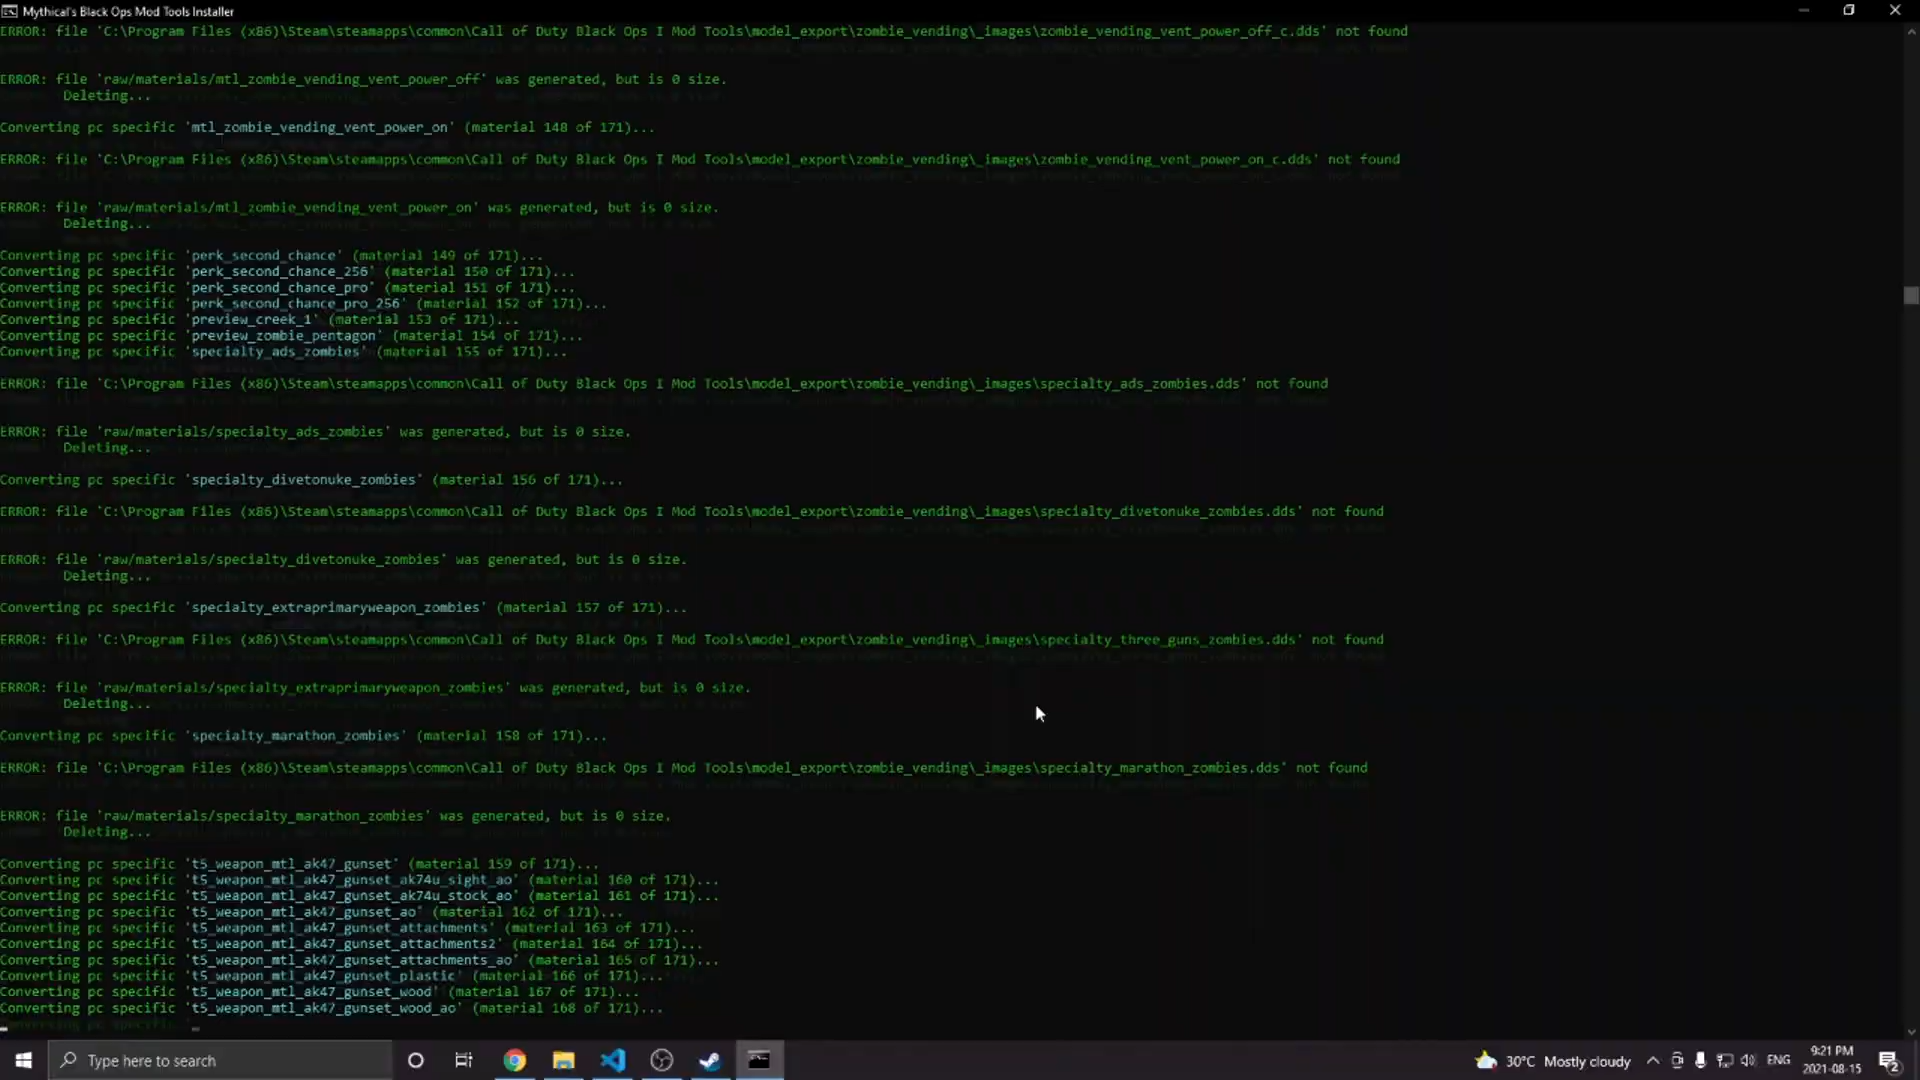 Mythical's Black Ops Mod Tools Installer
ERROR: file 'C:\Program Files (x86)\Steam\steamapps\common\Call of Duty Black Ops I Mod Tools\model_export\zombie_vending\_images\zombie_vending_vent_power_off_c.dds' not found
ERROR: file 'raw/materials/mtl_zombie_vending_vent_power_off' was generated, but is 0 size.
Deleting...
Converting pc specific 'mtl_zombie_vending_vent_power_on' (material 148 of 171)...
ERROR: file 'C:\Program Files (x86)\Steam\steamapps\common\Call of Duty Black Ops I Mod Tools\model_export\zombie_vending\_images\zombie_vending_vent_power_on_c.dds' not found
ERROR: file 'raw/materials/mtl_zombie_vending_vent_power_on' was generated, but is 0 size.
Deleting...
Converting pc specific 'perk_second_chance' (material 149 of 171)...
Converting pc specific 'perk_second_chance_256' (material 150 of 171)...
Converting pc specific 'perk_second_chance_pro' (material 151 of 171)...
Converting pc specific 'perk_second_chance_pro_256' (material 152 of 171)...
Converting pc specific 'preview_creek_1' (material 153 of 171)...
Converting pc specific 'preview_zombie_pentagon' (material 154 of 171)...
Converting pc specific 'specialty_ads_zombies' (material 155 of 171)...
ERROR: file 'C:\Program Files (x86)\Steam\steamapps\common\Call of Duty Black Ops I Mod Tools\model_export\zombie_vending\_images\specialty_ads_zombies.dds' not found
ERROR: file 'raw/materials/specialty_ads_zombies' was generated, but is 0 size.
Deleting...
Converting pc specific 'specialty_divetonuke_zombies' (material 156 of 171)...
ERROR: file 'C:\Program Files (x86)\Steam\steamapps\common\Call of Duty Black Ops I Mod Tools\model_export\zombie_vending\_images\specialty_divetonuke_zombies.dds' not found
ERROR: file 'raw/materials/specialty_divetonuke_zombies' was generated, but is 0 size.
Deleting...
Converting pc specific 'specialty_extraprimaryweapon_zombies' (material 157 of 171)...
ERROR: file 'C:\Program Files (x86)\Steam\steamapps\common\Call of Duty Black Ops I Mod Tools\model_export\zombie_vending\_images\specialty_three_guns_zombies.dds' not found
ERROR: file 'raw/materials/specialty_extraprimaryweapon_zombies' was generated, but is 0 size.
Deleting...
Converting pc specific 'specialty_marathon_zombies' (material 158 of 171)...
ERROR: file 'C:\Program Files (x86)\Steam\steamapps\common\Call of Duty Black Ops I Mod Tools\model_export\zombie_vending\_images\specialty_marathon_zombies.dds' not found
ERROR: file 'raw/materials/specialty_marathon_zombies' was generated, but is 0 size.
Deleting...
Converting pc specific 't5_weapon_mtl_ak47_gunset' (material 159 of 171)...
Converting pc specific 't5_weapon_mtl_ak47_gunset_ak74u_sight_ao' (material 160 of 171)...
Converting pc specific 't5_weapon_mtl_ak47_gunset_ak74u_stock_ao' (material 161 of 171)...
Converting pc specific 't5_weapon_mtl_ak47_gunset_ao' (material 162 of 171)...
Converting pc specific 't5_weapon_mtl_ak47_gunset_attachments' (material 163 of 171)...
Converting pc specific 't5_weapon_mtl_ak47_gunset_attachments2' (material 164 of 171)...
Converting pc specific 't5_weapon_mtl_ak47_gunset_attachments_ao' (material 165 of 171)...
Converting pc specific 't5_weapon_mtl_ak47_gunset_plastic' (material 166 of 171)...
Converting pc specific 't5_weapon_mtl_ak47_gunset_wood' (material 167 of 171)...
Converting pc specific 't5_weapon_mtl_ak47_gunset_wood_ao' (material 168 of 171)...
Type here to search
30°C Mostly cloudy
ENG
9:21 PM
2021-08-15
2